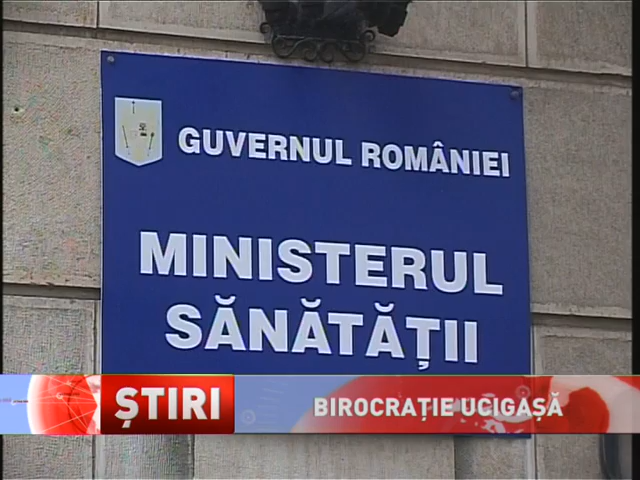 GUVERNUL ROMÂNIEI
MINISTERUL
SĂNĂTĂȚII
ȘTIRI
BIROCRAȚIE UCIGAȘĂ